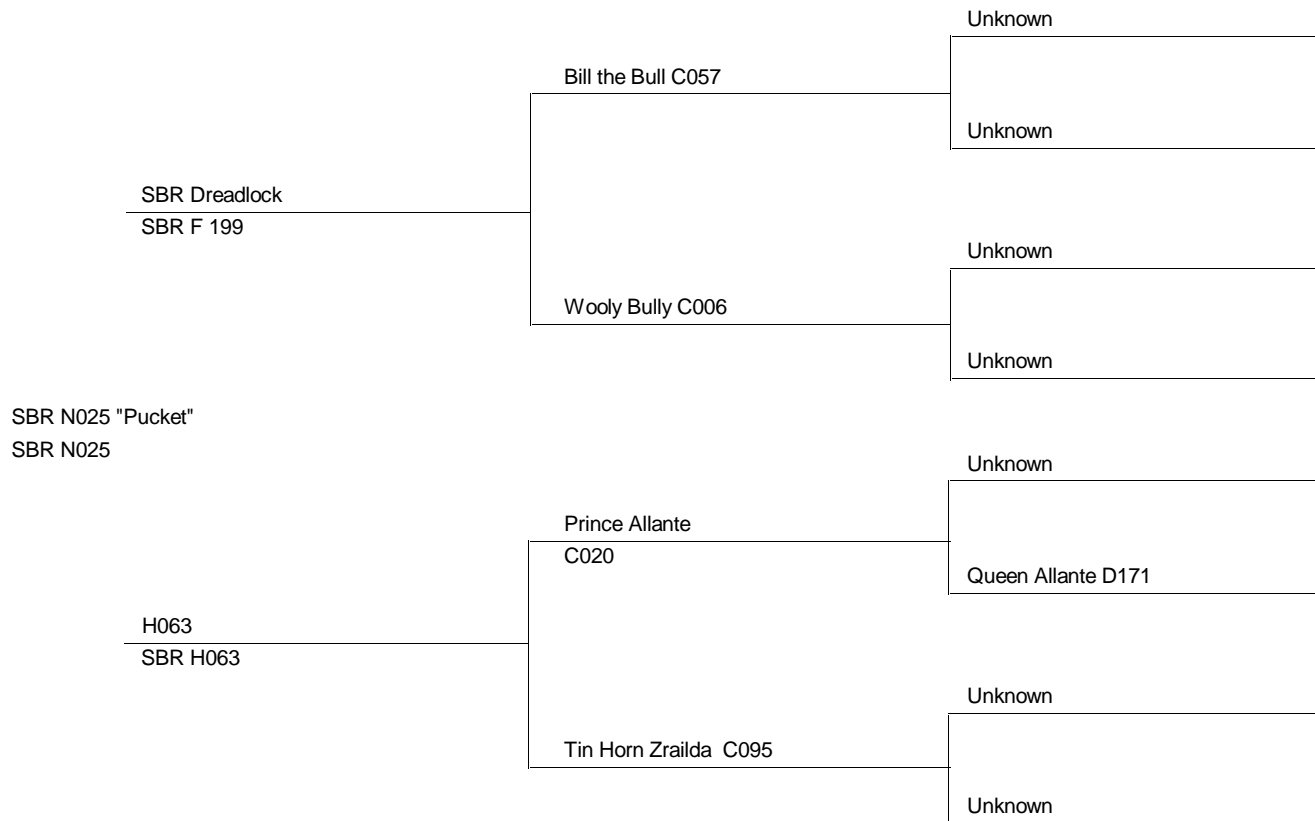 Unknown
Bill the Bull C057
Unknown
SBR Dreadlock
SBR F 199
Unknown
Wooly Bully C006
Unknown
SBR N025 "Pucket"
SBR N025
Unknown
Prince Allante
C020
Queen Allante D171
H063
SBR H063
Unknown
Tin Horn Zrailda  C095
Unknown